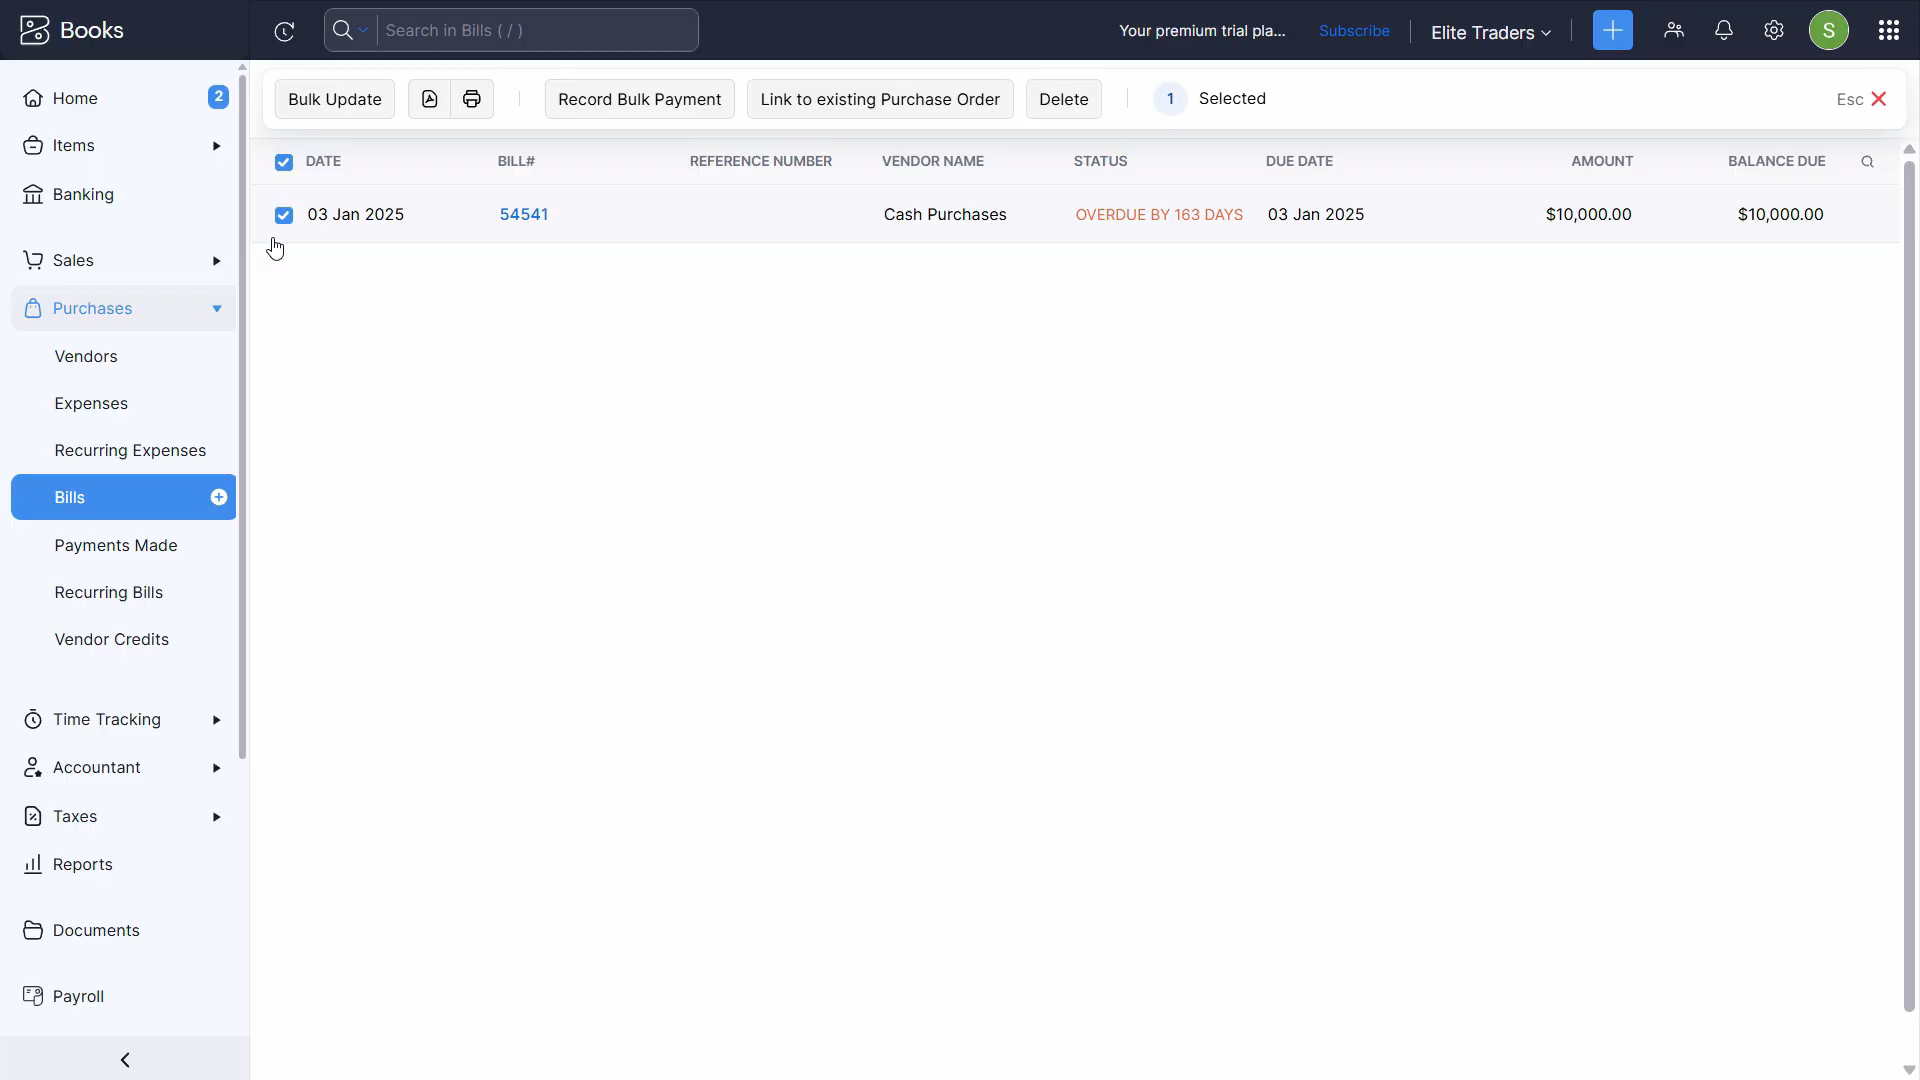 Books
Search in Bills ( / )
Your premium trial pla...
Subscribe
Elite Traders
S
Home
2
Items
Banking
Sales
Purchases
Vendors
Expenses
Recurring Expenses
Bills
Payments Made
Recurring Bills
Vendor Credits
Time Tracking
Accountant
Taxes
Reports
Documents
Payroll
Bulk Update
Record Bulk Payment
Link to existing Purchase Order
Delete
1 Selected
Esc
DATE BILL# REFERENCE NUMBER VENDOR NAME STATUS DUE DATE AMOUNT BALANCE DUE
03 Jan 2025 54541 Cash Purchases OVERDUE BY 163 DAYS 03 Jan 2025 $10,000.00 $10,000.00